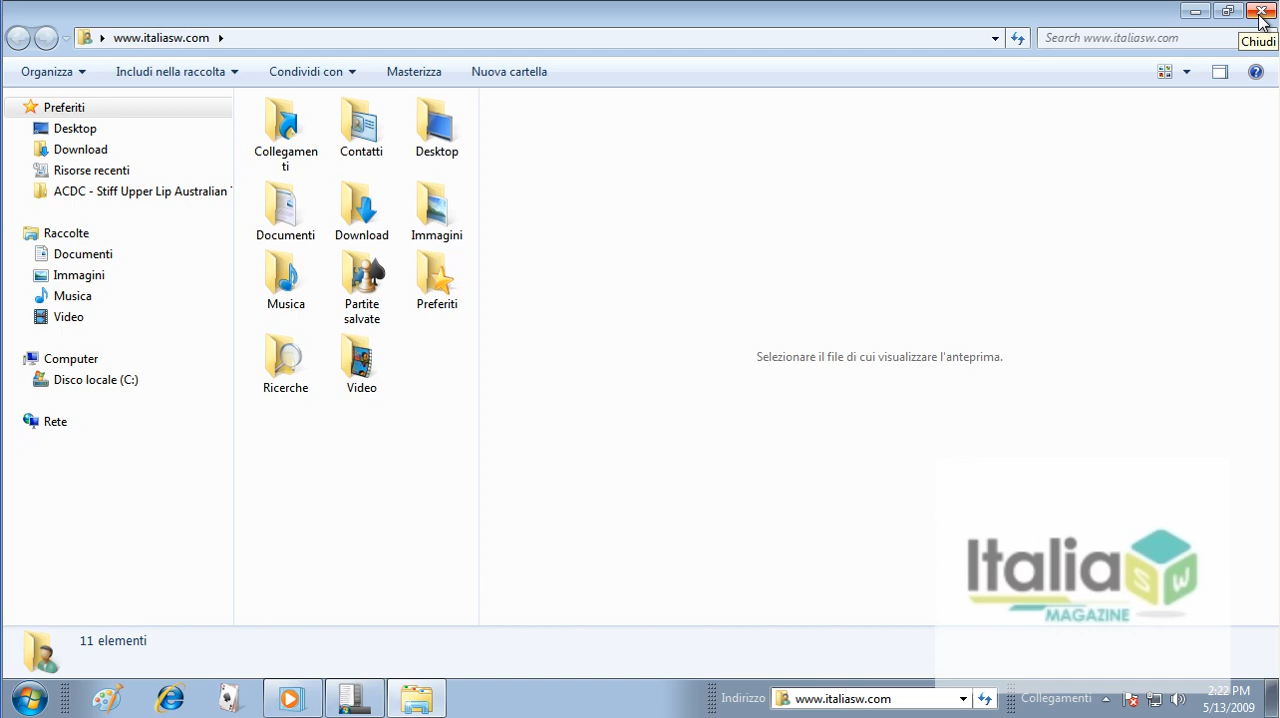 www.italiasw.com
Search www.italiasw.com
Chiudi
Organizza
Includi nella raccolta
Condividi con
Masterizza
Nuova cartella
Preferiti
Desktop
Download
Risorse recenti
ACDC - Stiff Upper Lip Australian
Raccolte
Documenti
Immagini
Musica
Video
Computer
Disco locale (C:)
Rete
Collegamen
ti
Contatti
Desktop
Documenti
Download
Immagini
Musica
Partite
salvate
Preferiti
Ricerche
Video
Selezionare il file di cui visualizzare l'anteprima.
Italia
SW
MAGAZINE
11 elementi
Indirizzo
www.italiasw.com
Collegamenti
2:22 PM
5/13/2009